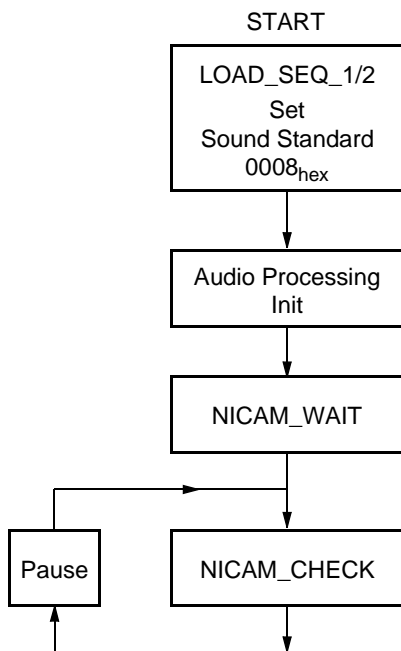 START
LOAD_SEQ_1/2
Set
Sound Standard
0008hex
Audio Processing
Init
NICAM_WAIT
Pause
NICAM_CHECK